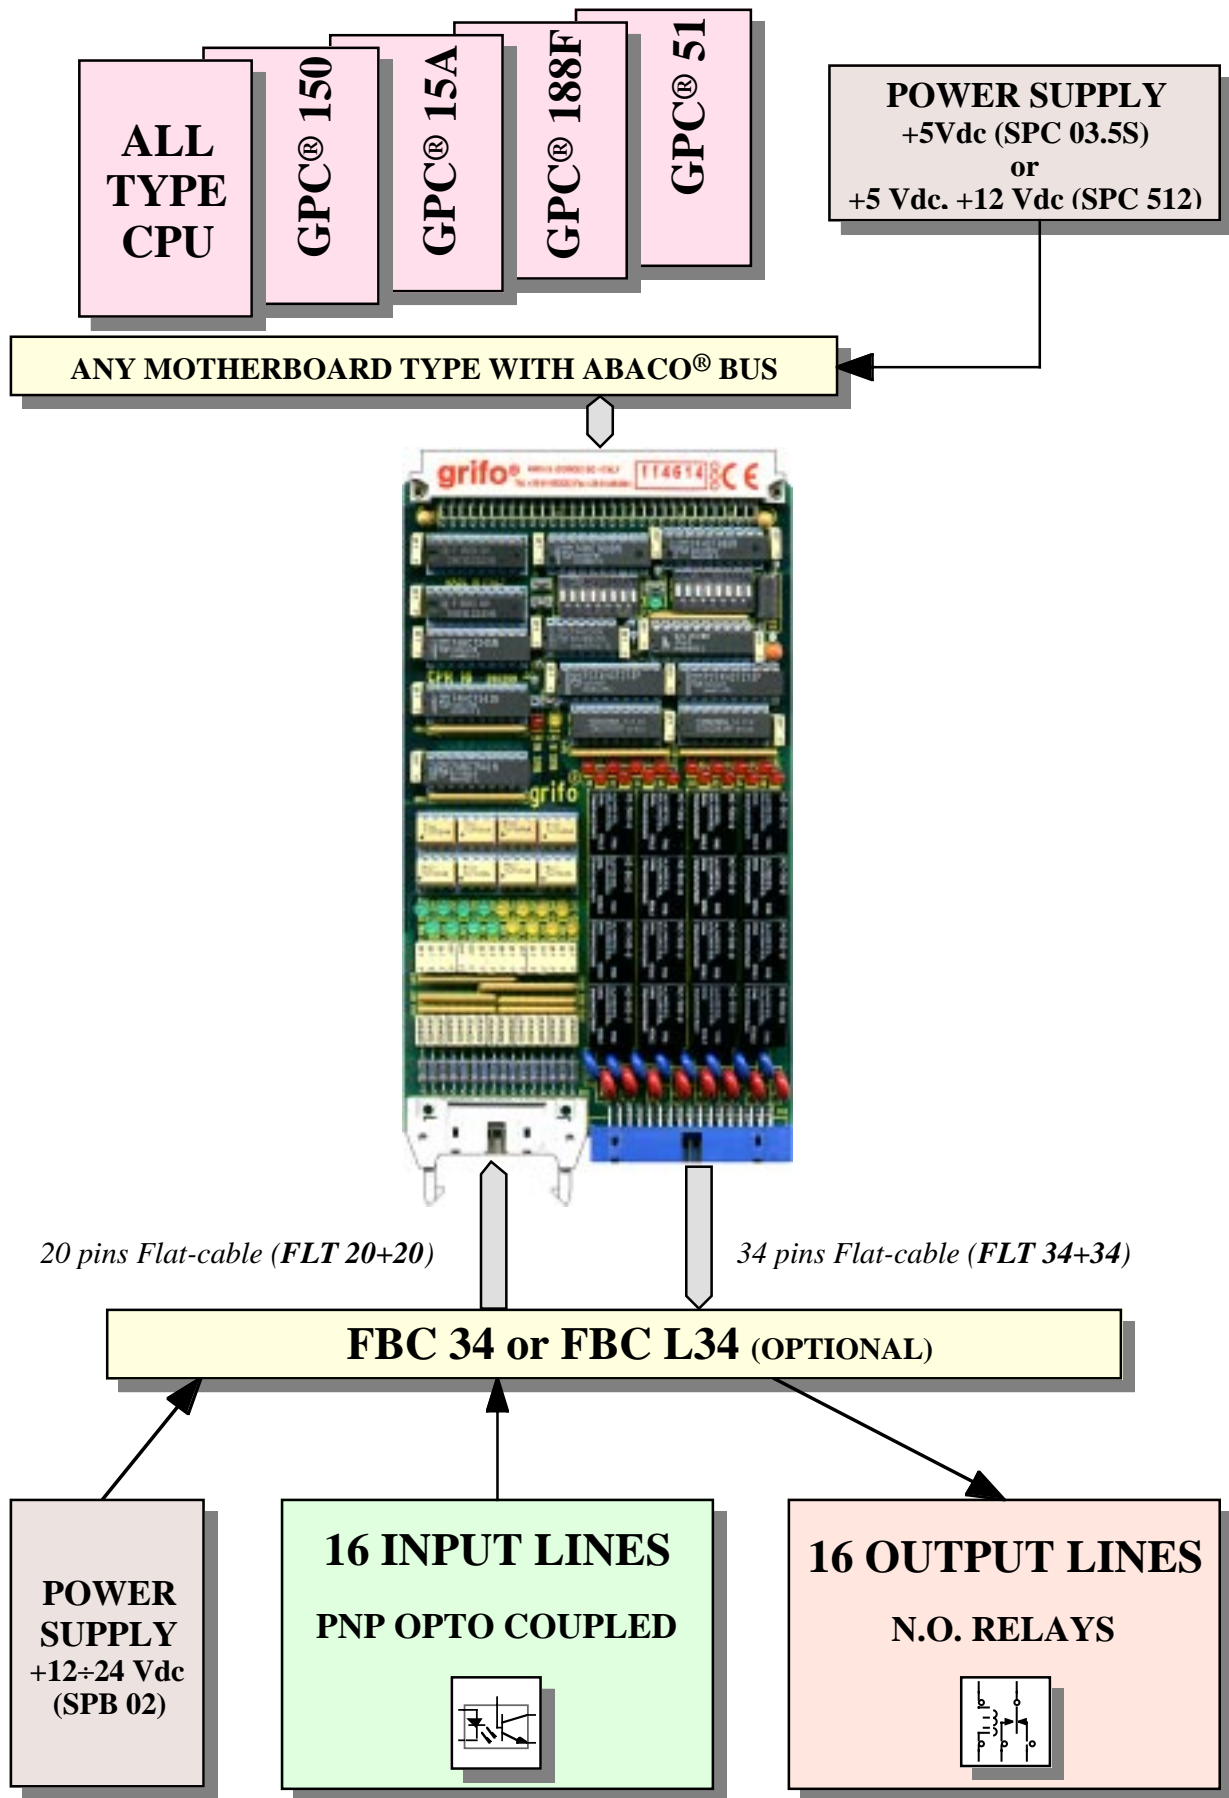 ALL
TYPE
CPU
GPC® 150
GPC® 15A
GPC® 188F
GPC® 51
POWER SUPPLY
+5Vdc (SPC 03.5S)
or
+5 Vdc, +12 Vdc (SPC 512)
ANY MOTHERBOARD TYPE WITH ABACO® BUS
grifo®
114614
CE
grifo®
20 pins Flat-cable (FLT 20+20)
34 pins Flat-cable (FLT 34+34)
FBC 34 or FBC L34 (OPTIONAL)
POWER
SUPPLY
+12÷24 Vdc
(SPB 02)
16 INPUT LINES
PNP OPTO COUPLED
16 OUTPUT LINES
N.O. RELAYS